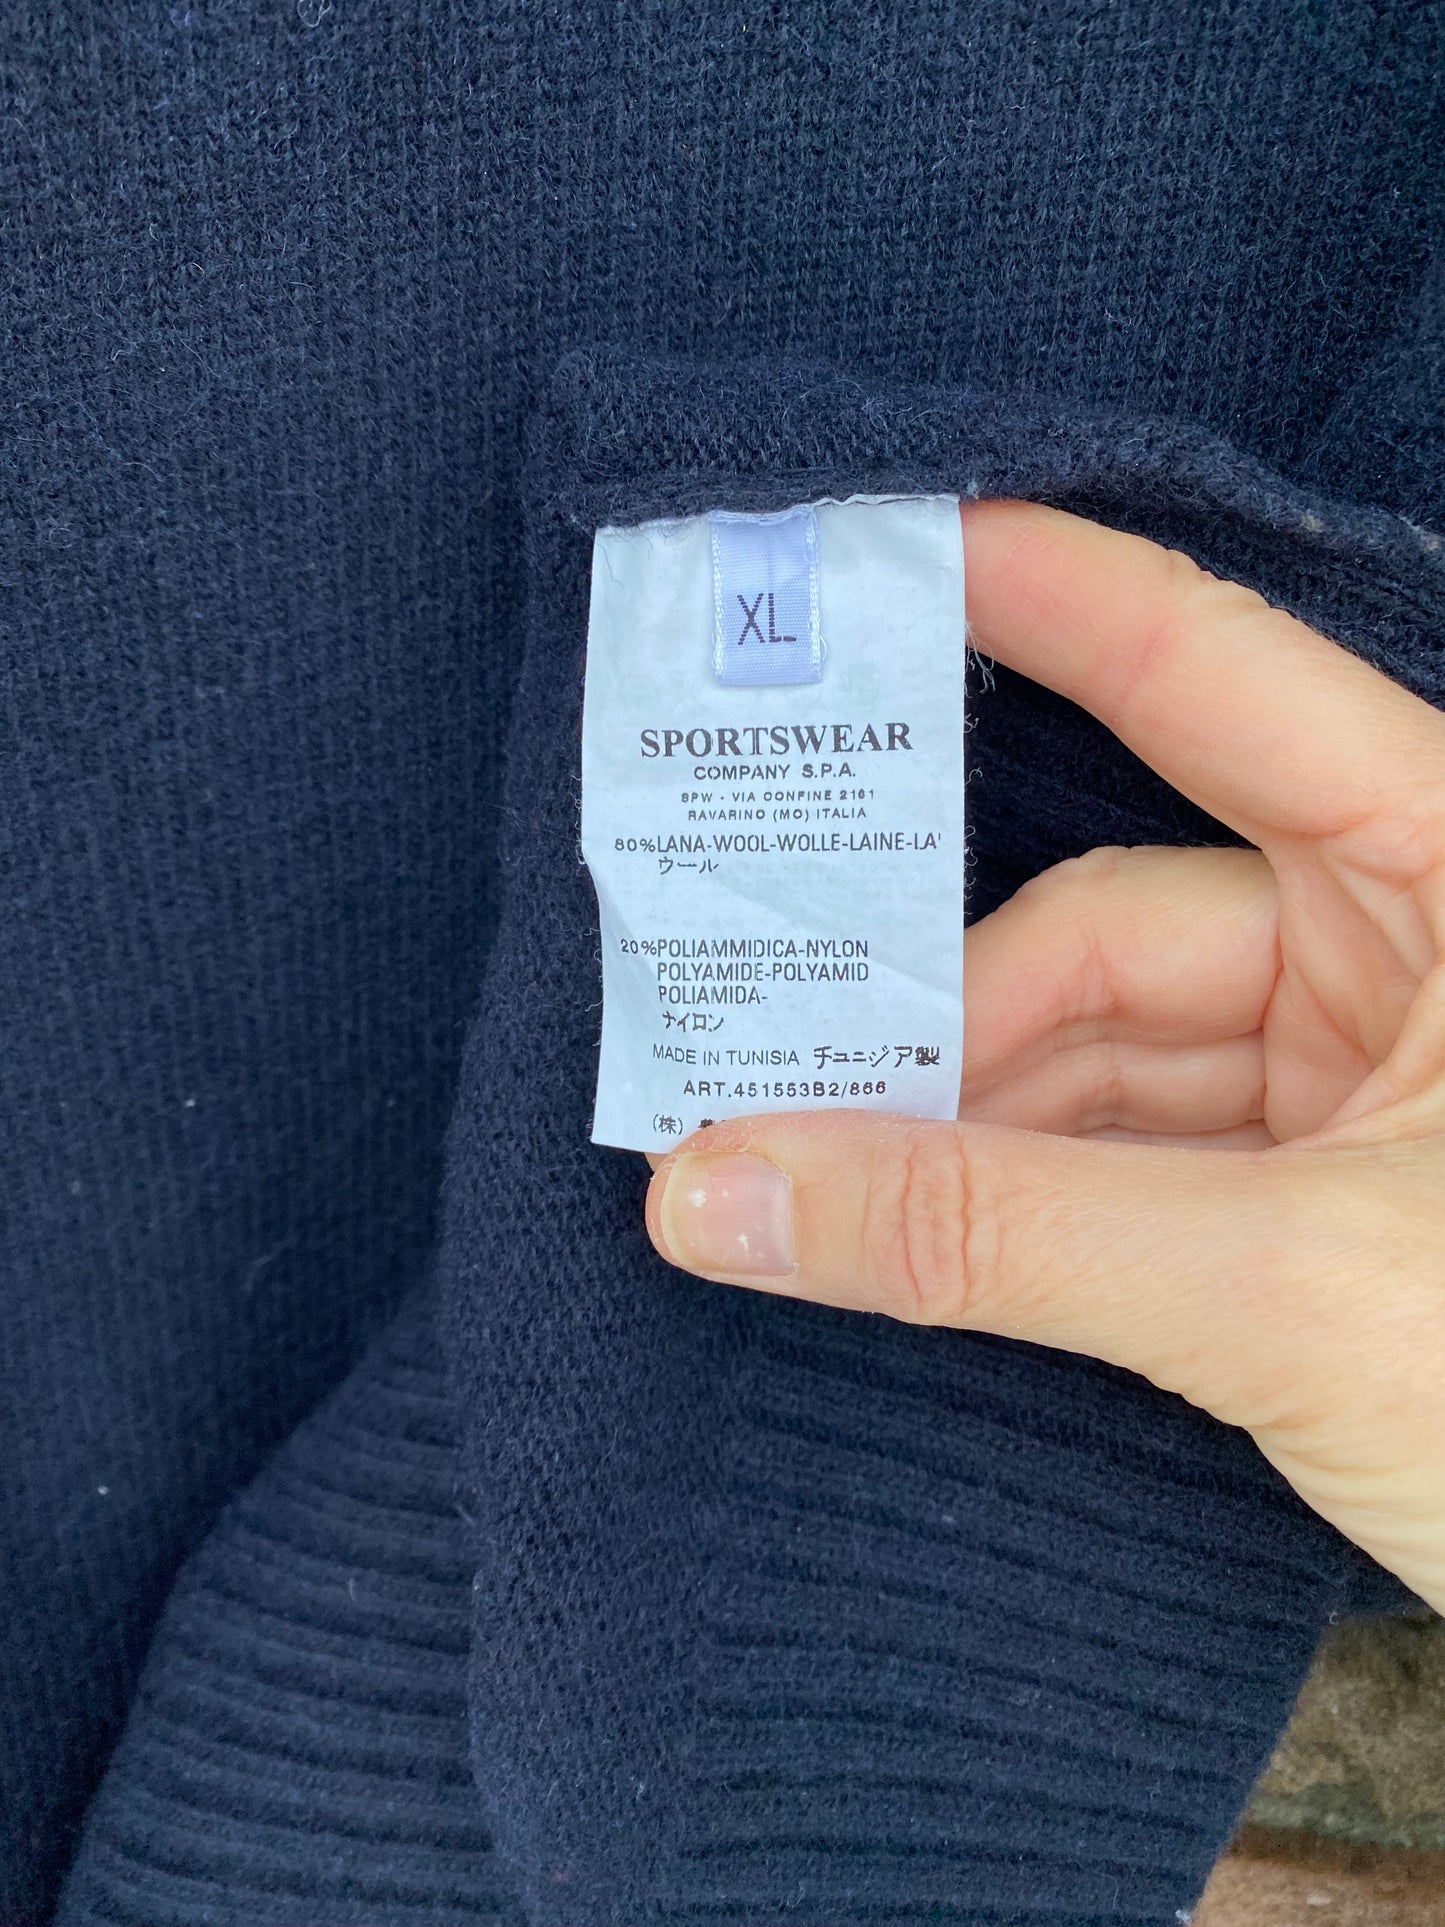 XL
SPORTSWEAR
COMPANY S.P.A.
SPW - VIA CONFINE 2161
RAVARINO (MO) ITALIA
80%LANA-WOOL-WOLLE-LAINE-LA'
ウール
20%POLIAMMIDICA-NYLON
POLYAMIDE-POLYAMID
POLIAMIDA-
ナイロン
MADE IN TUNISIA チュニジア製
ART.451553B2/866
(株)